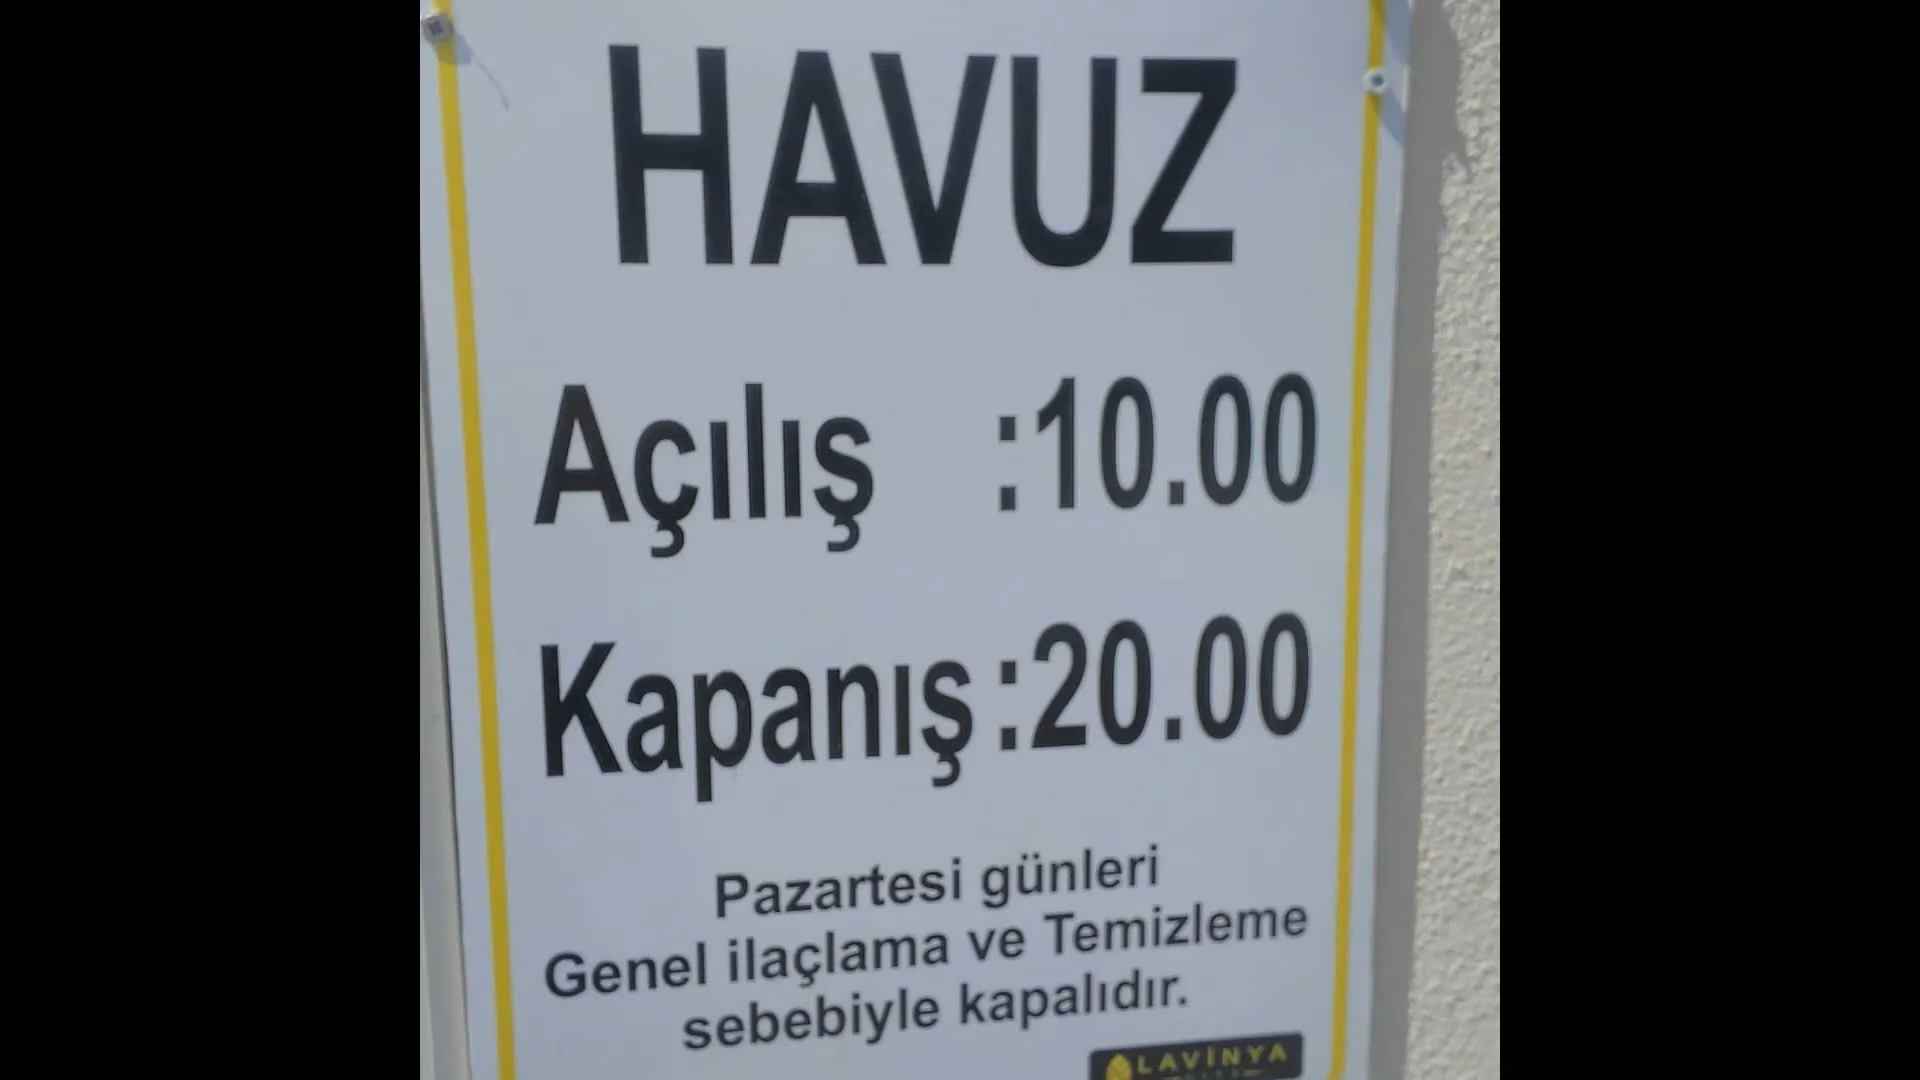 HAVUZ
Açılış :10.00
Kapanış :20.00
Pazartesi günleri
Genel ilaçlama ve Temizleme
sebebiyle kapalıdır.
LAVİNYA